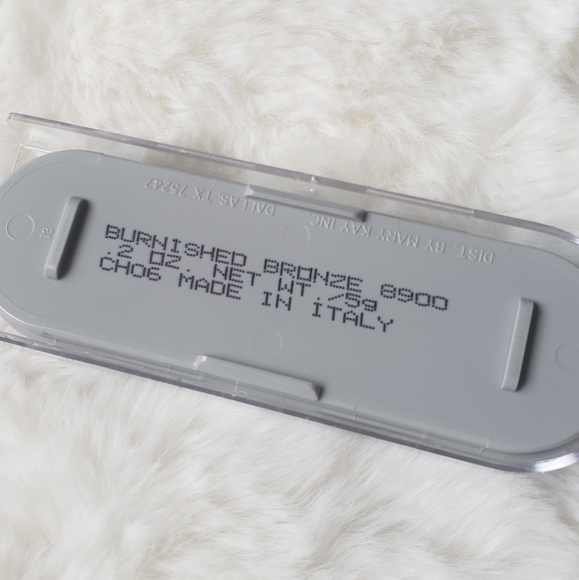 BURNISHED BRONZE 8900
.2 OZ. NET WT./5g
CH06 MADE IN ITALY
DIST. BY MARY KAY INC.
DALLAS, TX 75247